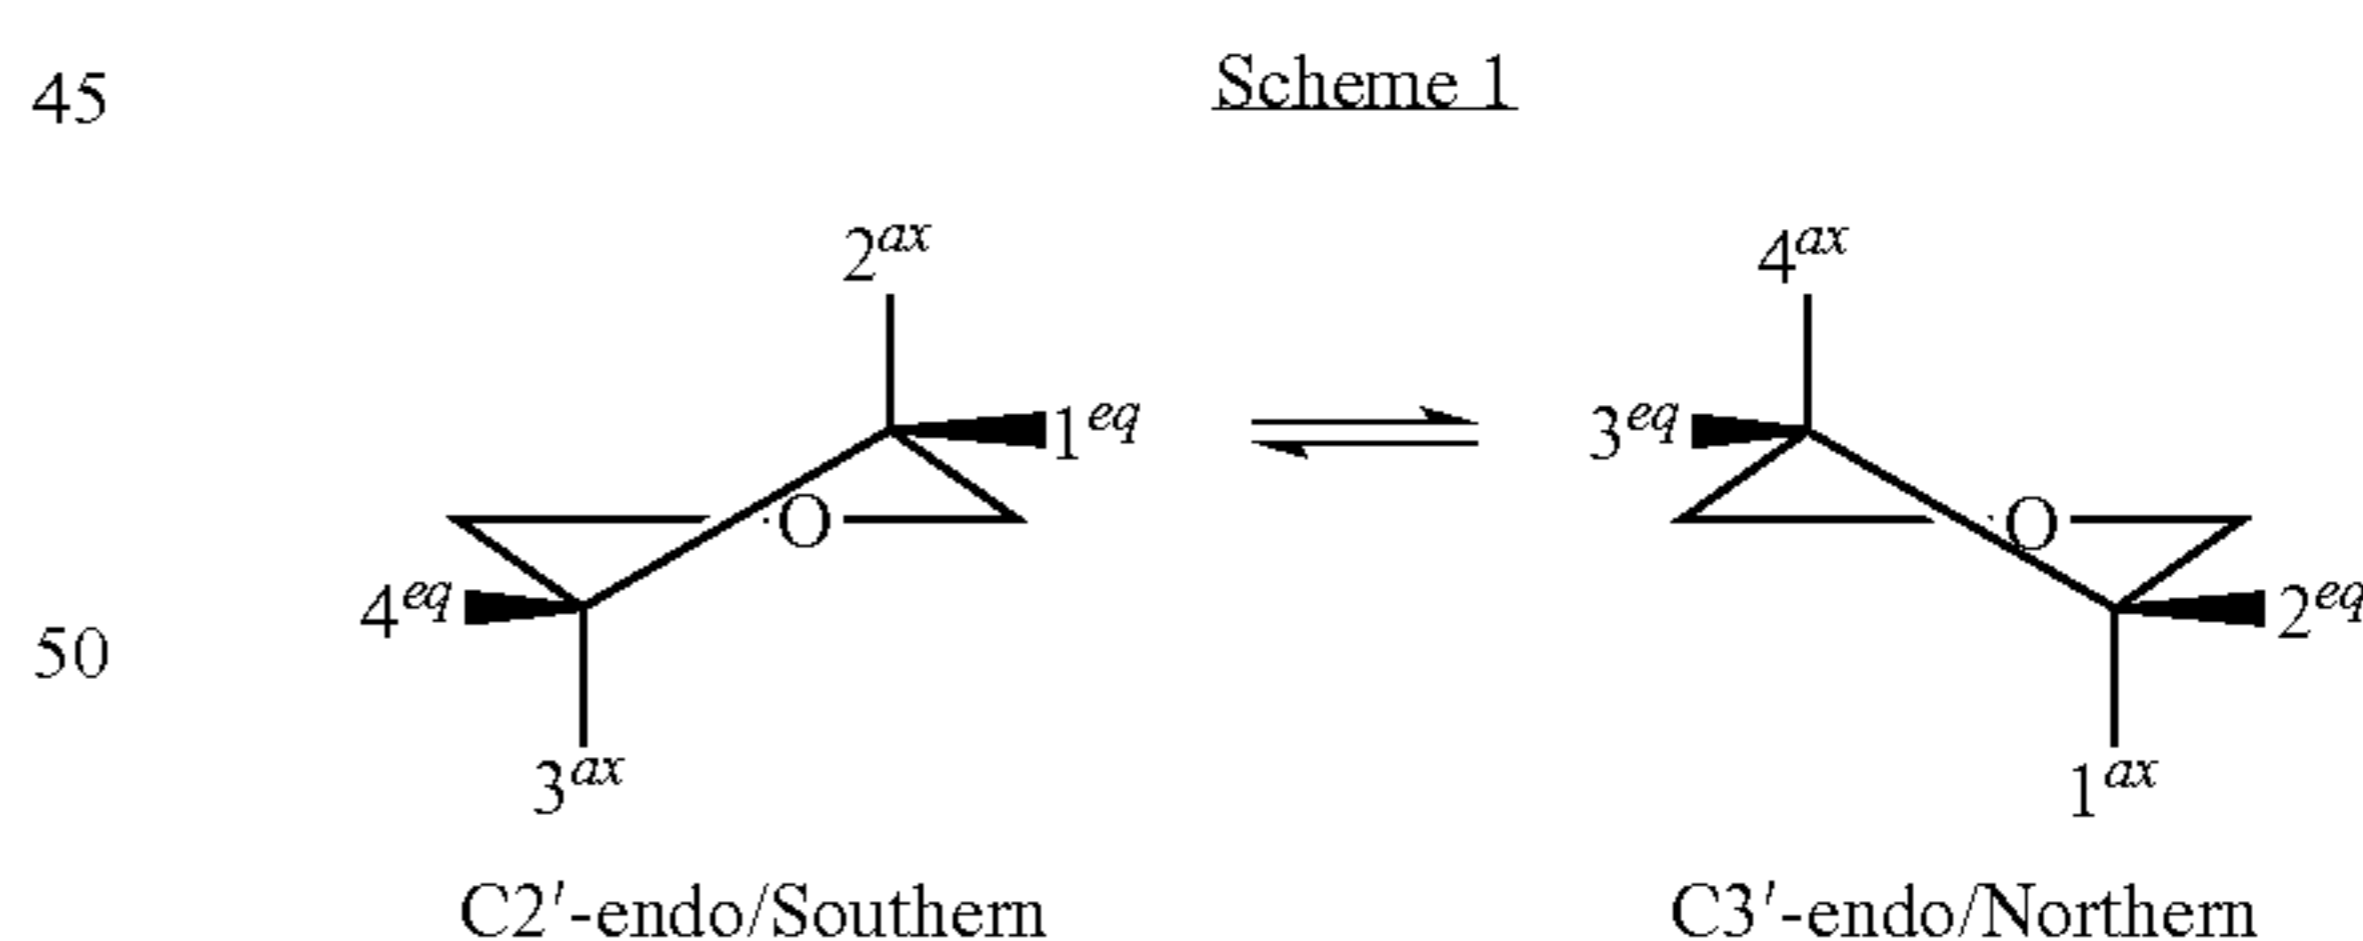 45
Scheme 1
2ax
4ax
1eq
3eq
O
O
4eq
2eq
50
3ax
1ax
C2'-endo/Southern
C3'-endo/Northern